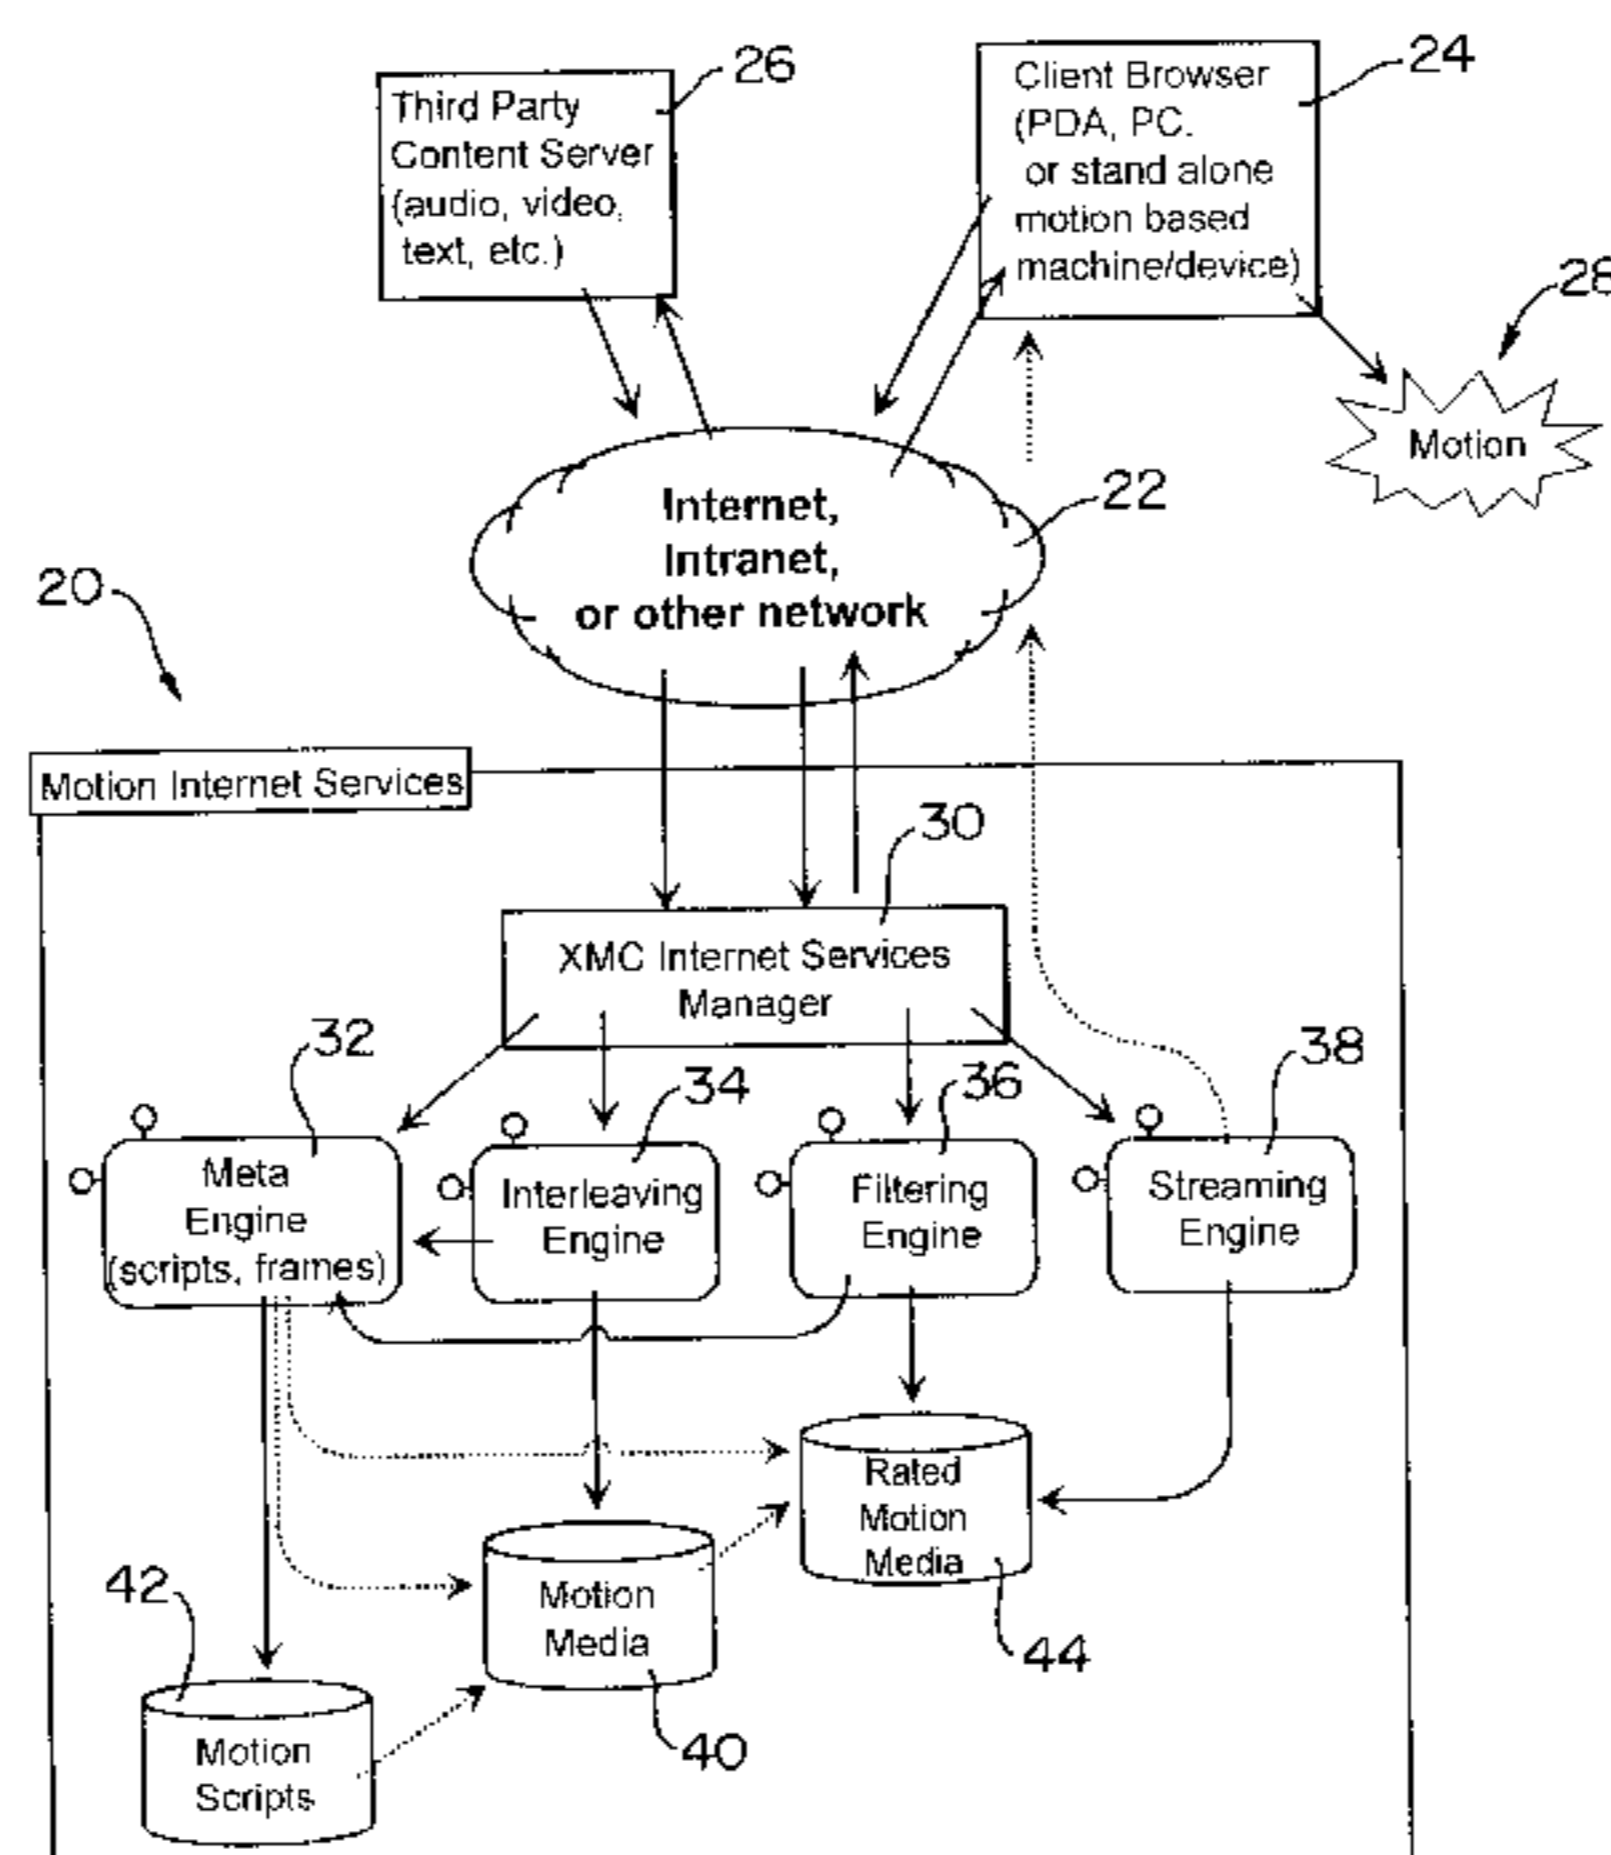 26
Third Party
Content Server
(audio, video,
text, etc.)
24
Client Browser
(PDA, PC.
or stand alone
motion based
machine/device)
28
Motion
22
Internet,
Intranet,
or other network
20
Motion Internet Services
30
XMC Internet Services
Manager
32
Meta
Engine
(scripts, frames)
34
Interleaving
Engine
36
Filtering
Engine
38
Streaming
Engine
Rated
Motion
Media
44
Motion
Media
40
42
Motion
Scripts